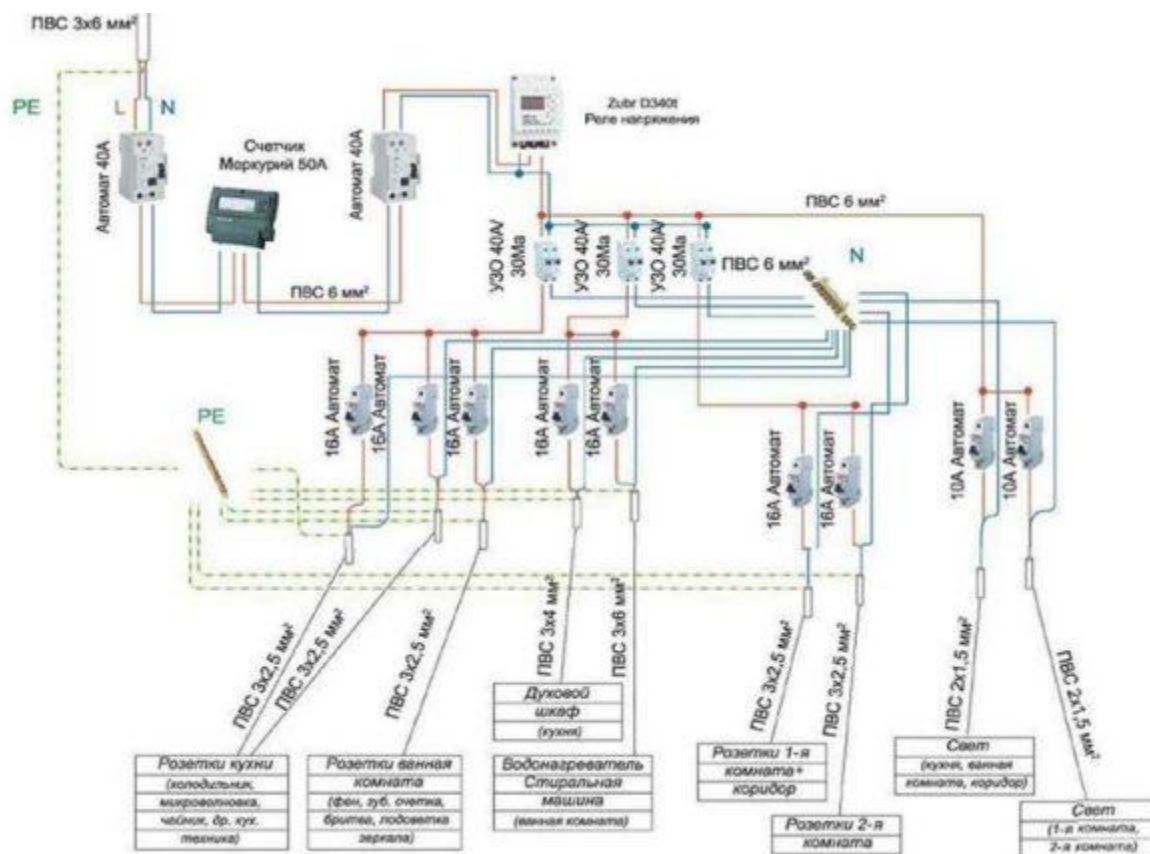 ПВС 3х6 мм²
PE
L
N
Автомат 40А
Счетчик
Меркурий 50А
Автомат 40А
Zubr D340t
Реле напряжения
ПВС 6 мм²
УЗО 40А/
30Ма
УЗО 40А/
30Ма
УЗО 40А/
30Ма
ПВС 6 мм²
ПВС 6 мм²
N
PE
16А Автомат
16А Автомат
16А Автомат
16А Автомат
16А Автомат
16А Автомат
16А Автомат
10А Автомат
10А Автомат
ПВС 3х2,5 мм²
ПВС 3х2,5 мм²
ПВС 3х2,5 мм²
ПВС 3х4 мм²
ПВС 3х6 мм²
ПВС 3х2,5 мм²
ПВС 3х2,5 мм²
ПВС 2х1,5 мм²
ПВС 2х1,5 мм²
Розетки кухни
(холодильник,
микроволновка,
чайник, др. кух.
техника)
Розетки ванная
комната
(фен, зуб. счетка,
бритва, подсветка
зеркала)
Духовой
шкаф
(кухня)
Водонагреватель
Стиральная
машина
(ванная комната)
Розетки 1-я
комната+
коридор
Розетки 2-я
комната
Свет
(кухня, ванная
комната, коридор)
Свет
(1-я комната,
2-я комната)